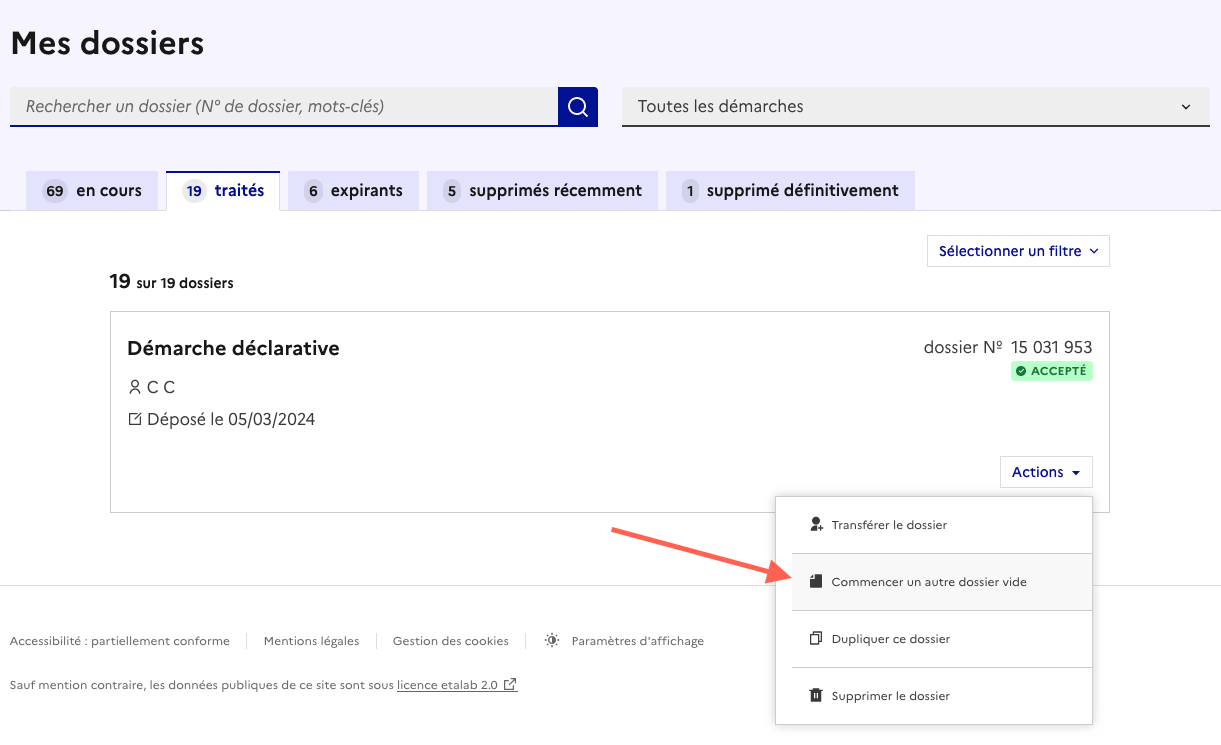 Mes dossiers
Rechercher un dossier (N° de dossier, mots-clés)
Toutes les démarches
69 en cours
19 traités
6 expirants
5 supprimés récemment
1 supprimé définitivement
Sélectionner un filtre
19 sur 19 dossiers
Démarche déclarative
dossier Nº 15 031 953
ACCEPTÉ
C C
Déposé le 05/03/2024
Actions
Transférer le dossier
Commencer un autre dossier vide
Dupliquer ce dossier
Supprimer le dossier
Accessibilité : partiellement conforme
Mentions légales
Gestion des cookies
Paramètres d'affichage
Sauf mention contraire, les données publiques de ce site sont sous licence etalab 2.0